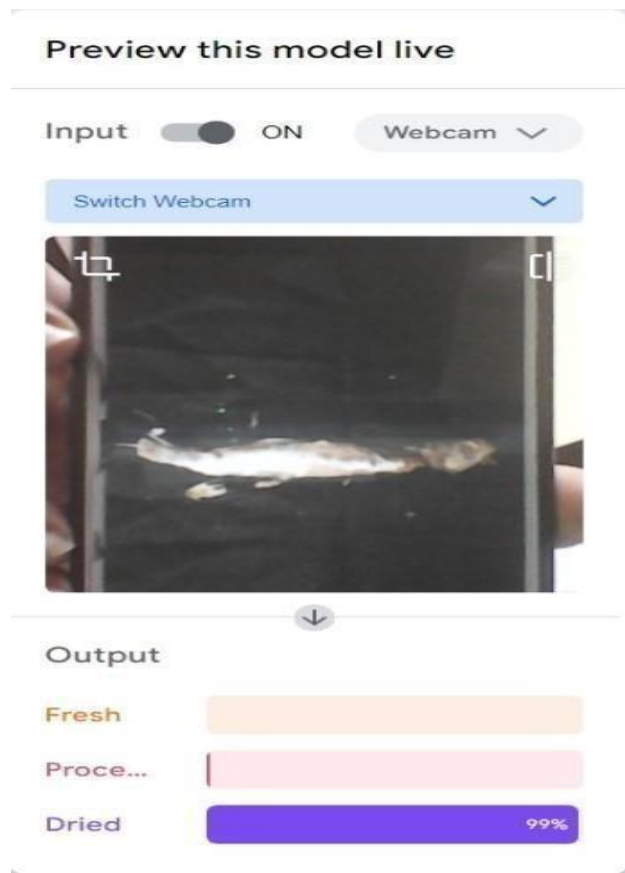 Preview this model live
Input ON Webcam
Switch Webcam
Output
Fresh
Proce...
Dried 99%